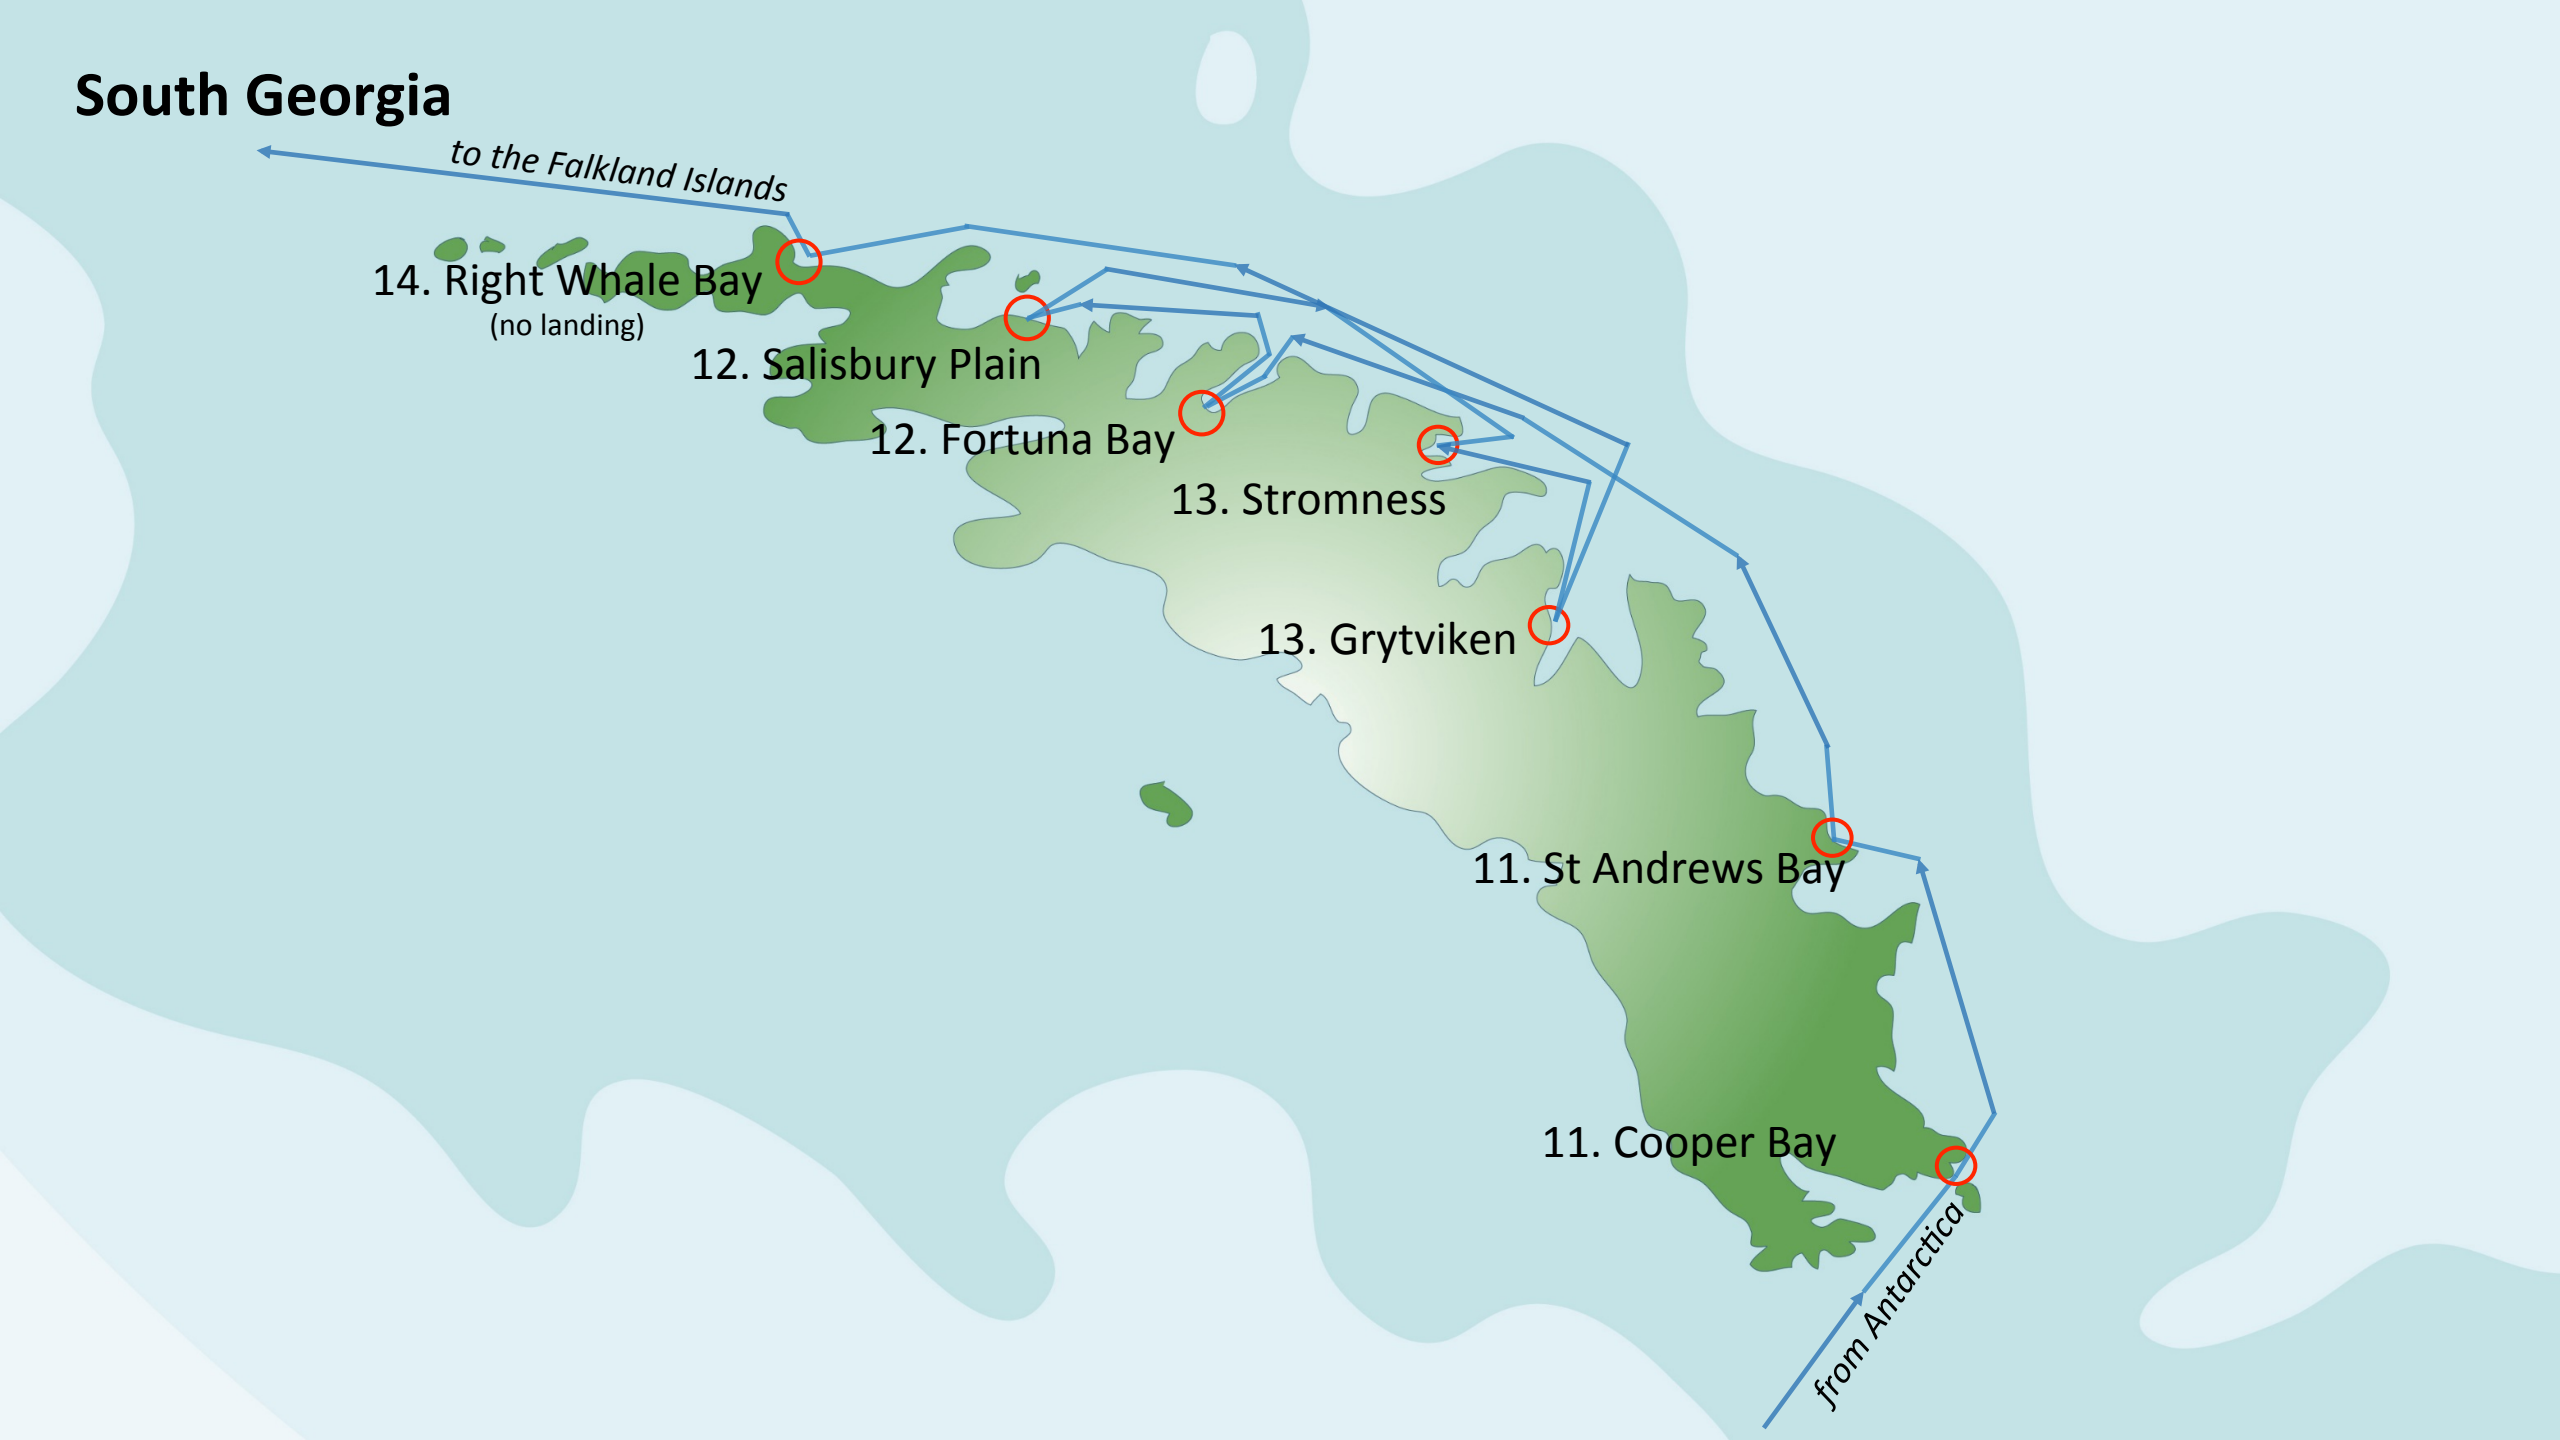 South Georgia
to the Falkland Islands
14. Right Whale Bay
(no landing)
12. Salisbury Plain
12. Fortuna Bay
13. Stromness
13. Grytviken
11. St Andrews Bay
11. Cooper Bay
from Antarctica